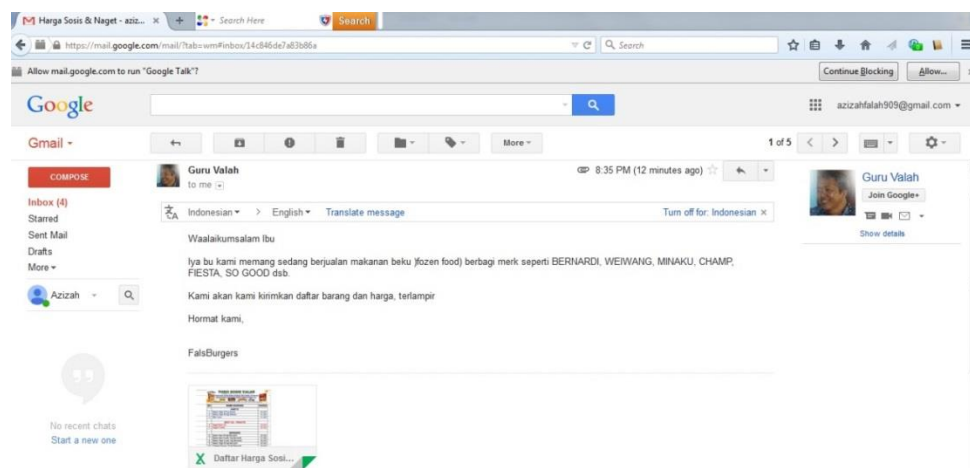 Harga Sosis & Naget - aziz...
Search Here
Search
https://mail.google.com/mail/?tab=wm#inbox/14c846de7a83b86a
Search
Allow mail.google.com to run "Google Talk"?
Continue Blocking
Allow...
Google
azizahfalah909@gmail.com
Gmail
More
1 of 5
COMPOSE
Inbox (4)
Starred
Sent Mail
Drafts
More
Azizah
No recent chats
Start a new one
Guru Valah
to me
8:35 PM (12 minutes ago)
Indonesian > English Translate message
Turn off for: Indonesian ×
Waalaikumsalam Ibu
Iya bu kami memang sedang berjualan makanan beku )fozen food) berbagi merk seperti BERNARDI, WEIWANG, MINAKU, CHAMP,
FIESTA, SO GOOD dsb.
Kami akan kami kirimkan daftar barang dan harga, terlampir
Hormat kami,
FalsBurgers
Daftar Harga Sosi...
Guru Valah
Join Google+
Show details